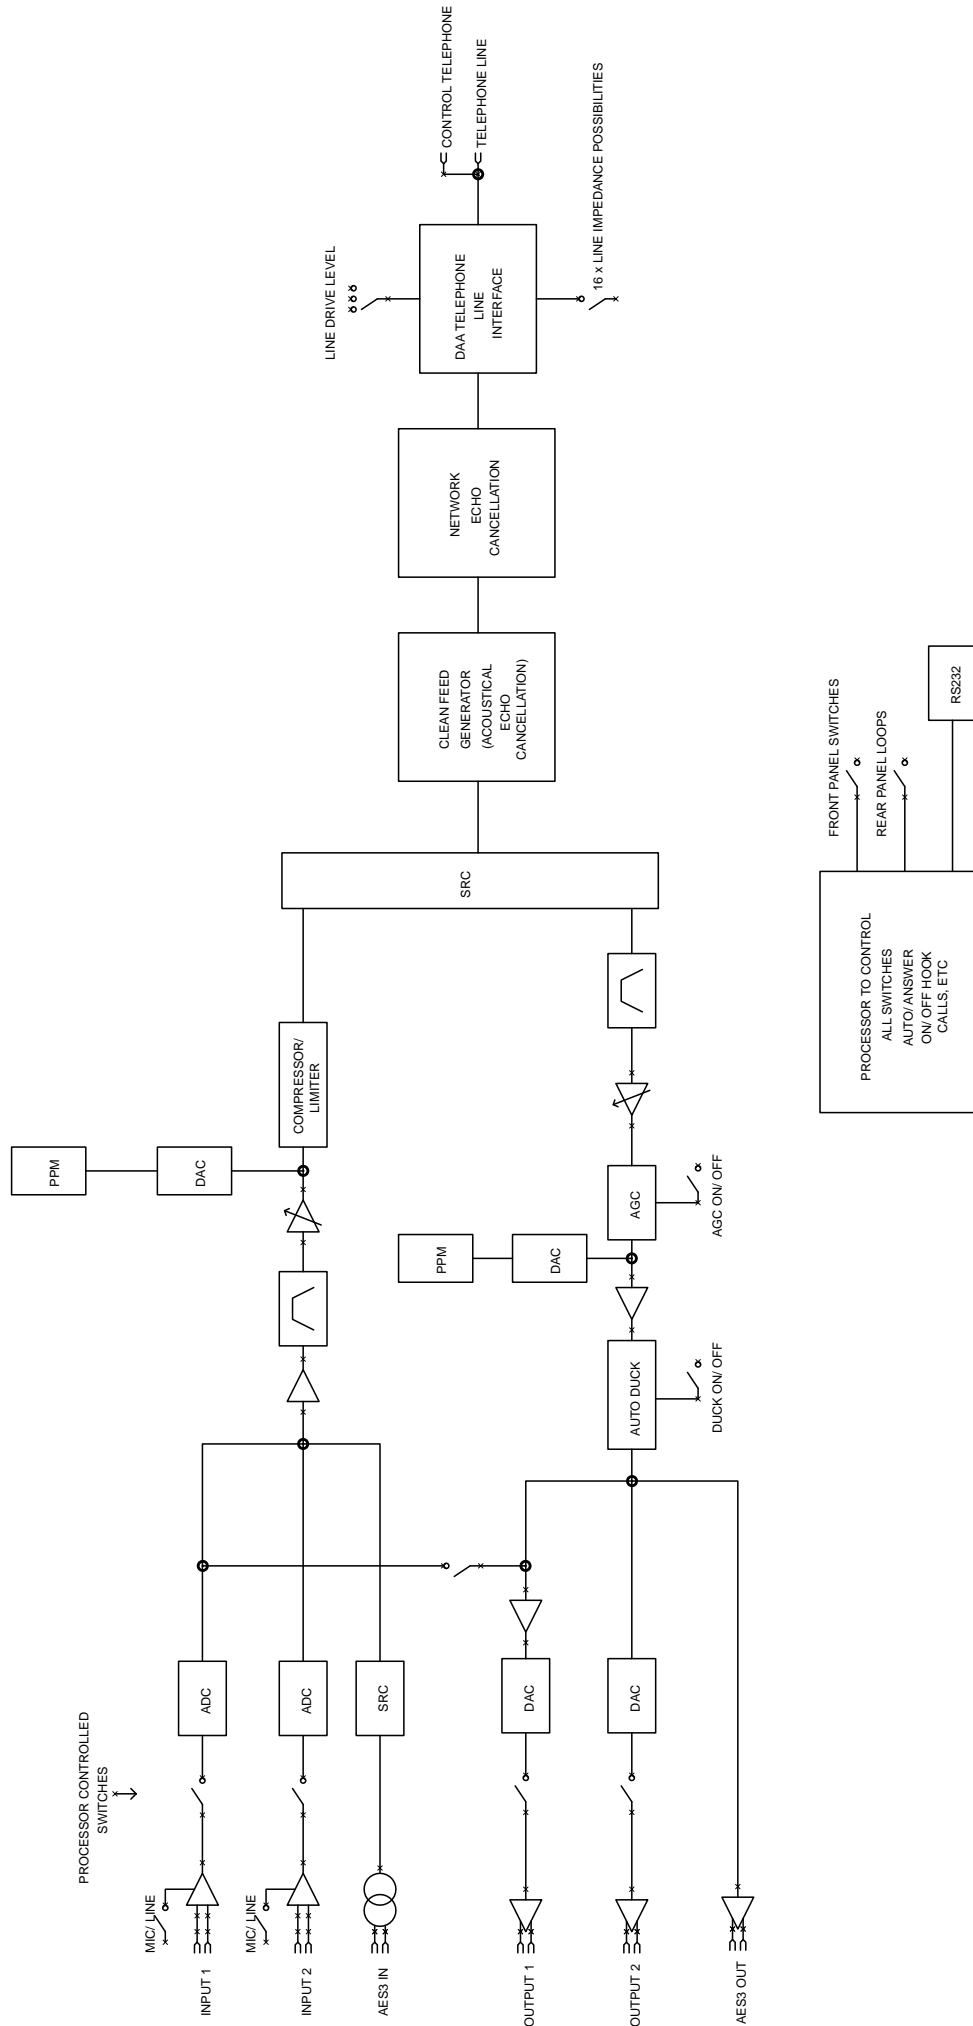 PROCESSOR CONTROLLED
SWITCHES
MIC/ LINE
INPUT 1
ADC
MIC/ LINE
INPUT 2
ADC
AES3 IN
SRC
PPM
DAC
COMPRESSOR/
LIMITER
OUTPUT 1
DAC
OUTPUT 2
DAC
AES3 OUT
AUTO DUCK
DUCK ON/ OFF
PPM
DAC
AGC
AGC ON/ OFF
SRC
CLEAN FEED
GENERATOR
(ACOUSTICAL
ECHO
CANCELLATION)
NETWORK
ECHO
CANCELLATION
LINE DRIVE LEVEL
DAA TELEPHONE
LINE
INTERFACE
CONTROL TELEPHONE
TELEPHONE LINE
16 x LINE IMPEDANCE POSSIBILITIES
PROCESSOR TO CONTROL
ALL SWITCHES
AUTO/ ANSWER
ON/ OFF HOOK
CALLS, ETC
FRONT PANEL SWITCHES
REAR PANEL LOOPS
RS232